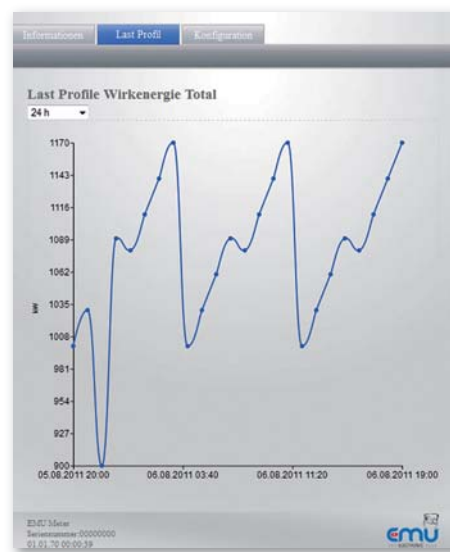 Informationen
Last Profil
Konfiguration
Last Profile Wirkenergie Total
24 h
1170
1143
1116
1089
1062
1035
1008
981
954
927
900
kW
05.08.2011 20:00
06.08.2011 03:40
06.08.2011 11:20
06.08.2011 19:00
EMU Meter
Seriennummer:00000000
01.01.70 00:00:59
emu